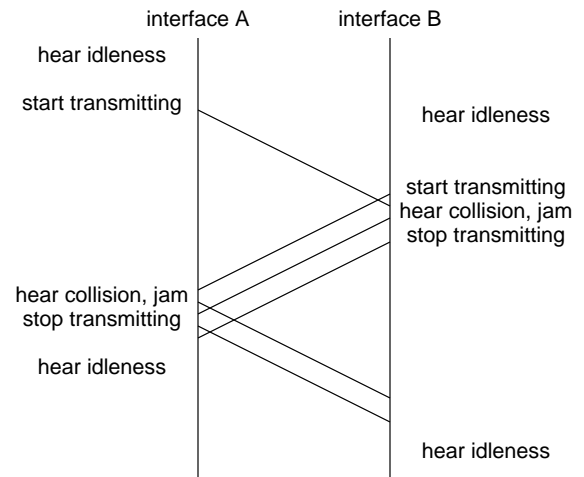 interface A
interface B
hear idleness
start transmitting
hear idleness
start transmitting
hear collision, jam
stop transmitting
hear collision, jam
stop transmitting
hear idleness
hear idleness